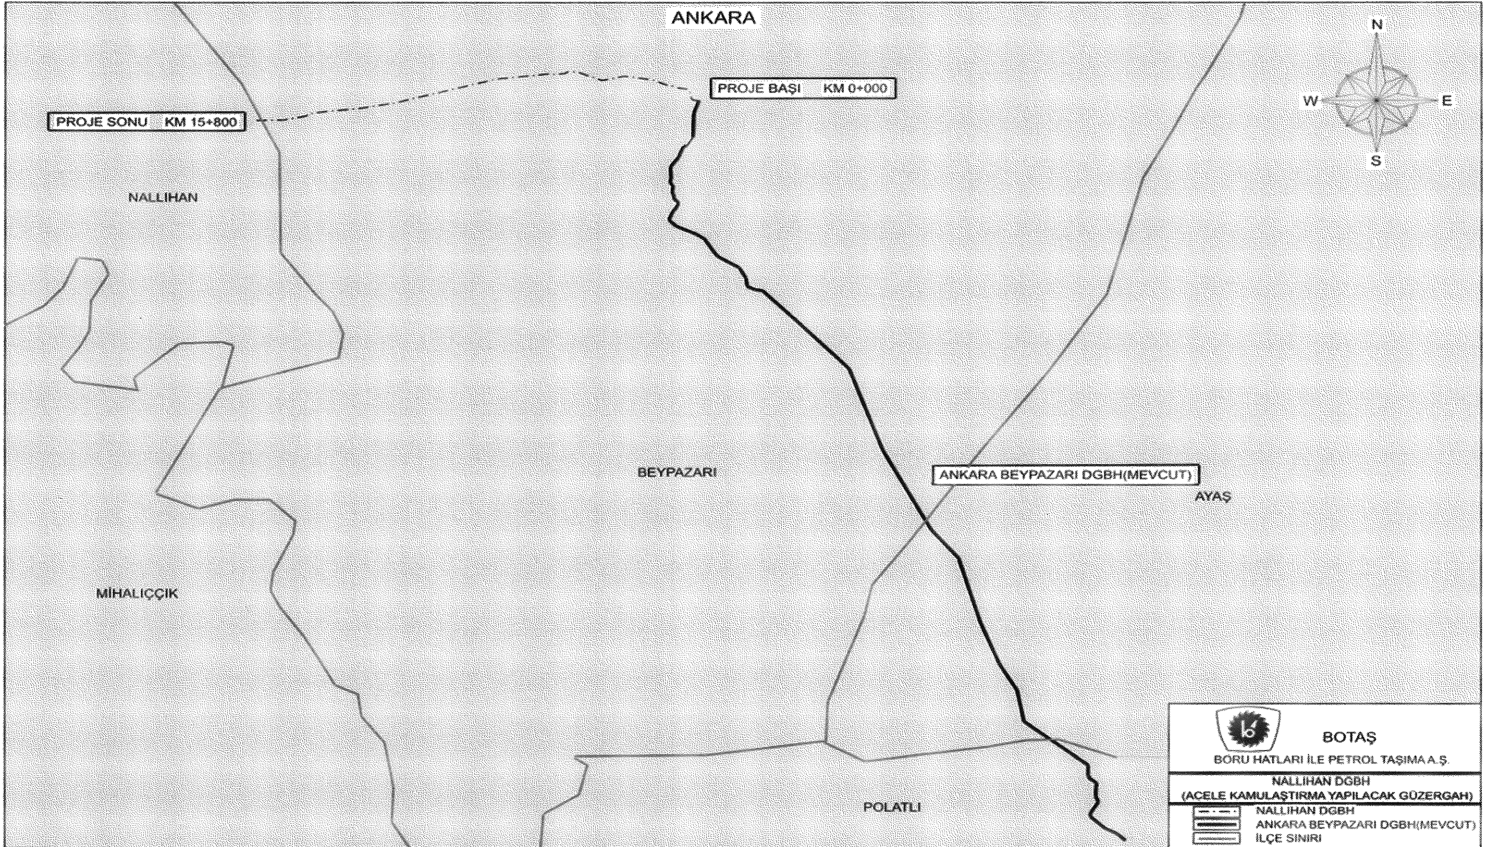 ANKARA
N
PROJE BAŞI KM 0+000
W E
PROJE SONU KM 15+800
S
NALLIHAN
BEYPAZARI
ANKARA BEYPAZARI DGBH(MEVCUT)
AYAŞ
MİHALIÇÇIK
BOTAŞ
BORU HATLARI İLE PETROL TAŞIMA A.Ş.
NALLIHAN DGBH
(ACELE KAMULAŞTIRMA YAPILACAK GÜZERGAH)
POLATLI
NALLIHAN DGBH
ANKARA BEYPAZARI DGBH(MEVCUT)
İLÇE SINIRI